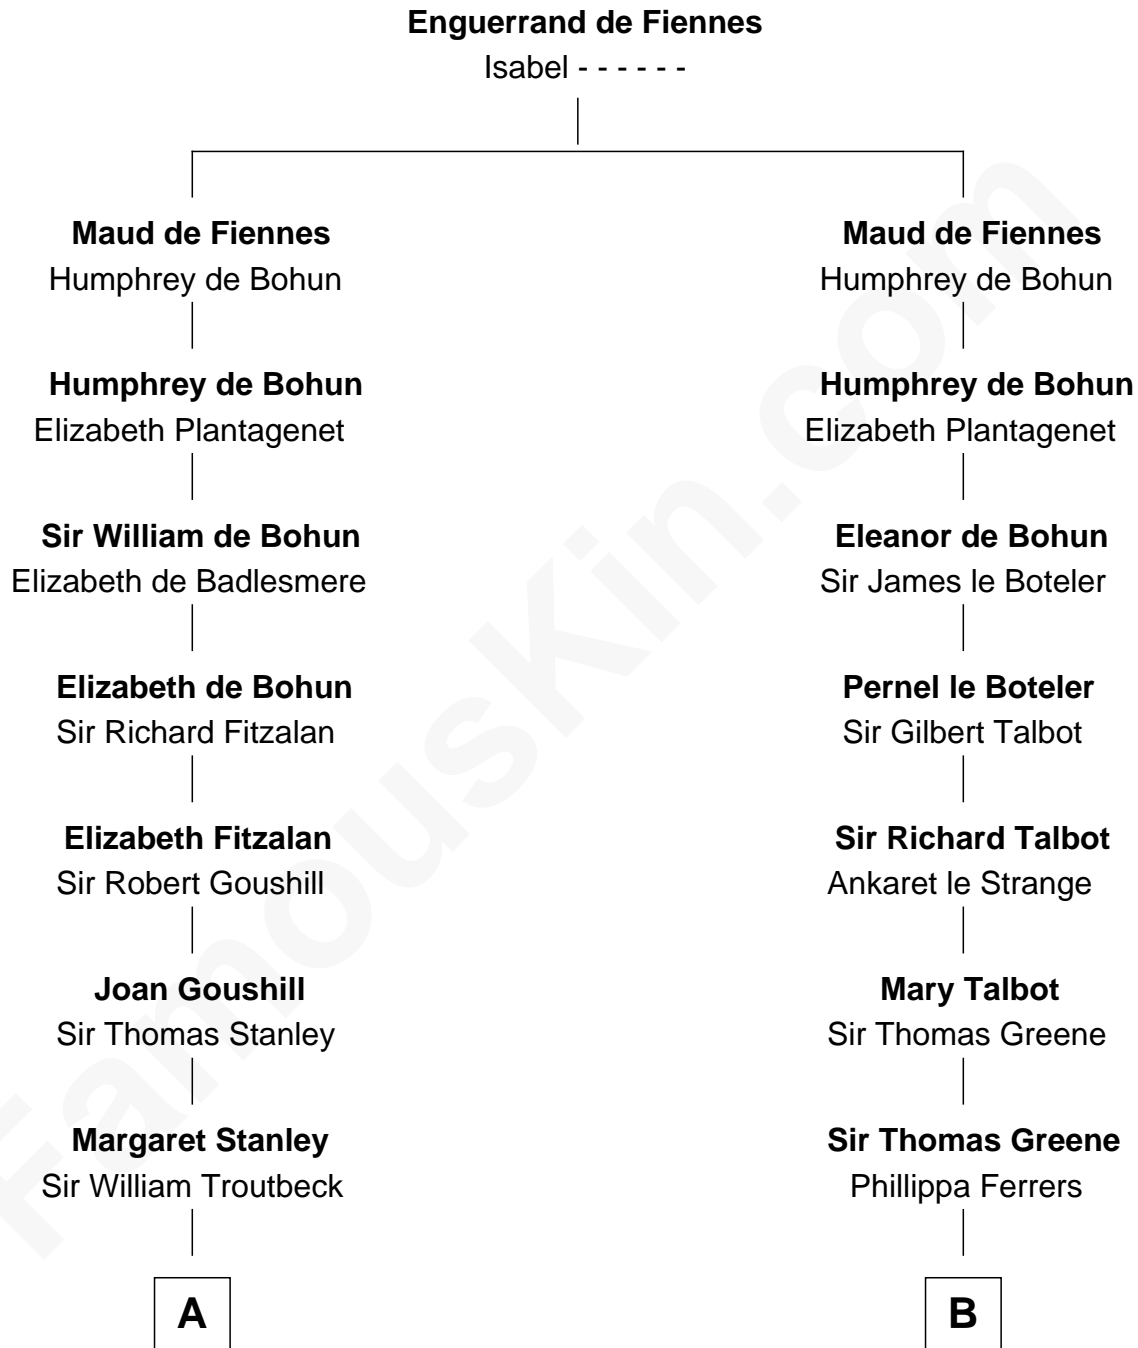 Enguerrand de Fiennes
Isabel - - - - - -
Maud de Fiennes
Humphrey de Bohun
Humphrey de Bohun
Elizabeth Plantagenet
Sir William de Bohun
Elizabeth de Badlesmere
Elizabeth de Bohun
Sir Richard Fitzalan
Elizabeth Fitzalan
Sir Robert Goushill
Joan Goushill
Sir Thomas Stanley
Margaret Stanley
Sir William Troutbeck
A
Maud de Fiennes
Humphrey de Bohun
Humphrey de Bohun
Elizabeth Plantagenet
Eleanor de Bohun
Sir James le Boteler
Pernel le Boteler
Sir Gilbert Talbot
Sir Richard Talbot
Ankaret le Strange
Mary Talbot
Sir Thomas Greene
Sir Thomas Greene
Phillippa Ferrers
B
FamousKin.com